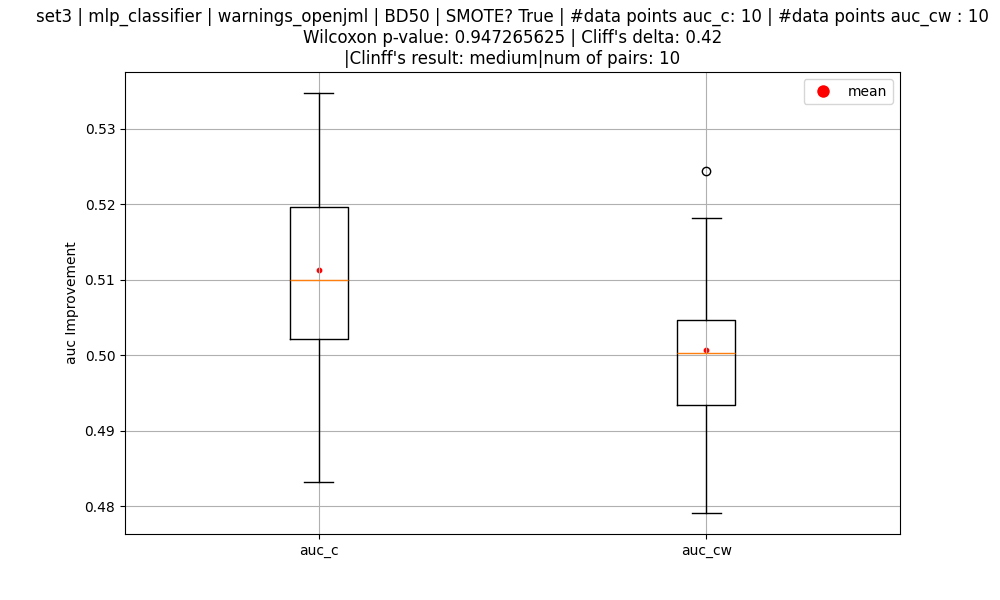 set3 | mlp_classifier | warnings_openjml | BD50 | SMOTE? True | #data points auc_c: 10 | #data points auc_cw : 10
Wilcoxon p-value: 0.947265625 | Cliff's delta: 0.42
|Clinff's result: medium|num of pairs: 10
mean
0.53
0.52
0.51
0.50
0.49
0.48
auc Improvement
auc_c
auc_cw